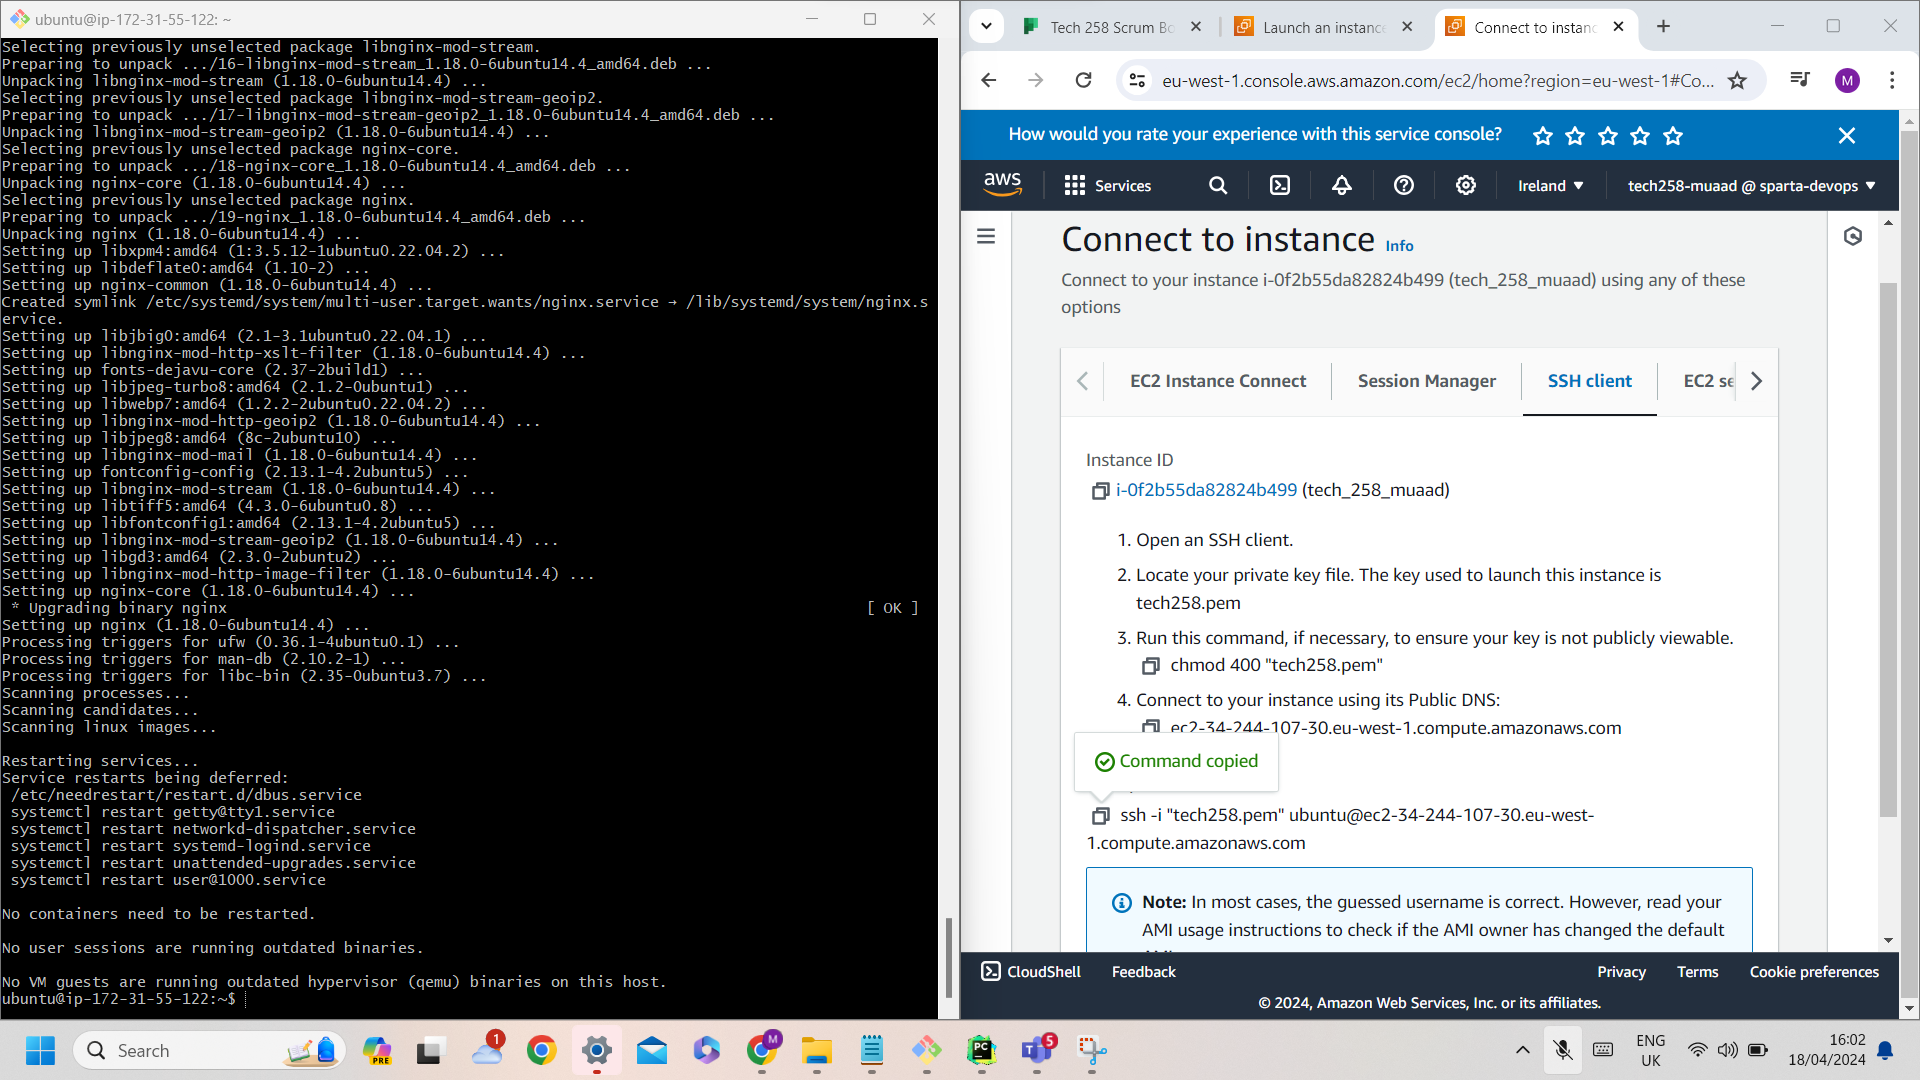 ubuntu@ip-172-31-55-122: ~
Selecting previously unselected package libnginx-mod-stream.
Preparing to unpack .../16-libnginx-mod-stream_1.18.0-6ubuntu14.4_amd64.deb ...
Unpacking libnginx-mod-stream (1.18.0-6ubuntu14.4) ...
Selecting previously unselected package libnginx-mod-stream-geoip2.
Preparing to unpack .../17-libnginx-mod-stream-geoip2_1.18.0-6ubuntu14.4_amd64.deb ...
Unpacking libnginx-mod-stream-geoip2 (1.18.0-6ubuntu14.4) ...
Selecting previously unselected package nginx-core.
Preparing to unpack .../18-nginx-core_1.18.0-6ubuntu14.4_amd64.deb ...
Unpacking nginx-core (1.18.0-6ubuntu14.4) ...
Selecting previously unselected package nginx.
Preparing to unpack .../19-nginx_1.18.0-6ubuntu14.4_amd64.deb ...
Unpacking nginx (1.18.0-6ubuntu14.4) ...
Setting up libxpm4:amd64 (1:3.5.12-1ubuntu0.22.04.2) ...
Setting up libdeflate0:amd64 (1.10-2) ...
Setting up nginx-common (1.18.0-6ubuntu14.4) ...
Created symlink /etc/systemd/system/multi-user.target.wants/nginx.service → /lib/systemd/system/nginx.s
ervice.
Setting up libjbig0:amd64 (2.1-3.1ubuntu0.22.04.1) ...
Setting up libnginx-mod-http-xslt-filter (1.18.0-6ubuntu14.4) ...
Setting up fonts-dejavu-core (2.37-2build1) ...
Setting up libjpeg-turbo8:amd64 (2.1.2-0ubuntu1) ...
Setting up libwebp7:amd64 (1.2.2-2ubuntu0.22.04.2) ...
Setting up libnginx-mod-http-geoip2 (1.18.0-6ubuntu14.4) ...
Setting up libjpeg8:amd64 (8c-2ubuntu10) ...
Setting up libnginx-mod-mail (1.18.0-6ubuntu14.4) ...
Setting up fontconfig-config (2.13.1-4.2ubuntu5) ...
Setting up libnginx-mod-stream (1.18.0-6ubuntu14.4) ...
Setting up libtiff5:amd64 (4.3.0-6ubuntu0.8) ...
Setting up libfontconfig1:amd64 (2.13.1-4.2ubuntu5) ...
Setting up libnginx-mod-stream-geoip2 (1.18.0-6ubuntu14.4) ...
Setting up libgd3:amd64 (2.3.0-2ubuntu2) ...
Setting up libnginx-mod-http-image-filter (1.18.0-6ubuntu14.4) ...
Setting up nginx-core (1.18.0-6ubuntu14.4) ...
* Upgrading binary nginx [ OK ]
Setting up nginx (1.18.0-6ubuntu14.4) ...
Processing triggers for ufw (0.36.1-4ubuntu0.1) ...
Processing triggers for man-db (2.10.2-1) ...
Processing triggers for libc-bin (2.35-0ubuntu3.7) ...
Scanning processes...
Scanning candidates...
Scanning linux images...
Restarting services...
Service restarts being deferred:
/etc/needrestart/restart.d/dbus.service
systemctl restart getty@tty1.service
systemctl restart networkd-dispatcher.service
systemctl restart systemd-logind.service
systemctl restart unattended-upgrades.service
systemctl restart user@1000.service
No containers need to be restarted.
No user sessions are running outdated binaries.
No VM guests are running outdated hypervisor (qemu) binaries on this host.
ubuntu@ip-172-31-55-122:~$
Tech 258 Scrum Bo
Launch an instance
Connect to instanc
eu-west-1.console.aws.amazon.com/ec2/home?region=eu-west-1#Co...
M
How would you rate your experience with this service console?
aws
Services
Ireland
tech258-muaad @ sparta-devops
Connect to instance Info
Connect to your instance i-0f2b55da82824b499 (tech_258_muaad) using any of these
options
EC2 Instance Connect
Session Manager
SSH client
EC2 se
Instance ID
i-0f2b55da82824b499 (tech_258_muaad)
1. Open an SSH client.
2. Locate your private key file. The key used to launch this instance is
tech258.pem
3. Run this command, if necessary, to ensure your key is not publicly viewable.
chmod 400 "tech258.pem"
4. Connect to your instance using its Public DNS:
ec2-34-244-107-30.eu-west-1.compute.amazonaws.com
Command copied
ssh -i "tech258.pem" ubuntu@ec2-34-244-107-30.eu-west-
1.compute.amazonaws.com
Note: In most cases, the guessed username is correct. However, read your
AMI usage instructions to check if the AMI owner has changed the default
CloudShell
Feedback
Privacy
Terms
Cookie preferences
© 2024, Amazon Web Services, Inc. or its affiliates.
Search
PRE
1
M
PC
5
ENG
UK
16:02
18/04/2024